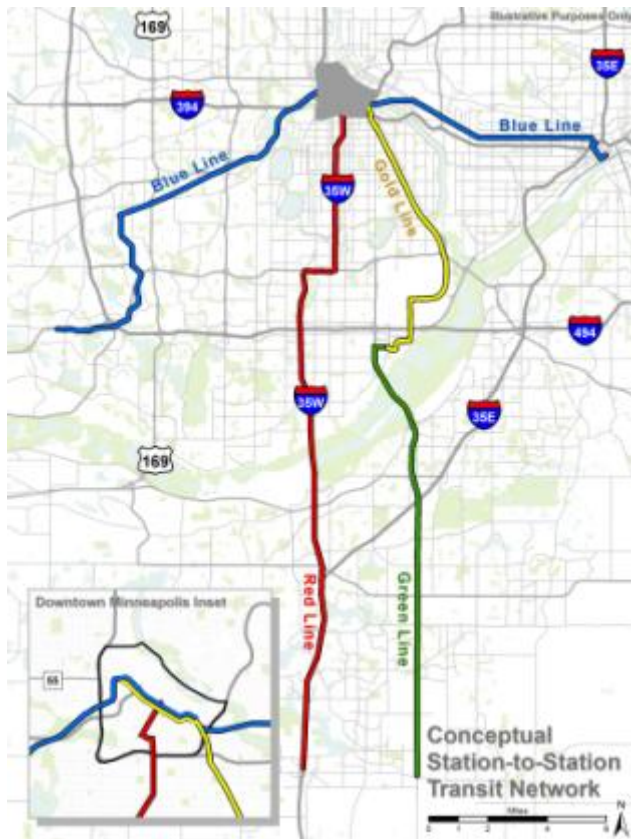 Illustrative Purposes Only
169
35E
394
Blue Line
Blue Line
Gold Line
35W
494
35W
35E
169
Red Line
Green Line
Downtown Minneapolis Inset
55
Conceptual
Station-to-Station
Transit Network
N
Miles
0